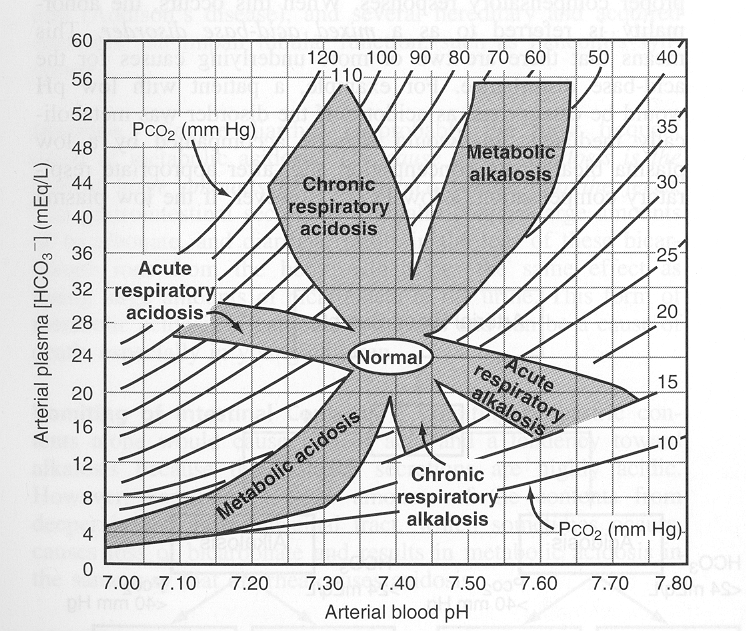 60
56
52
48
44
40
36
32
28
24
20
16
12
8
4
0
Arterial plasma [HCO₃⁻] (mEq/L)
120 110 100 90 80 70 60 50 40
35
30
25
20
15
10
PCO₂ (mm Hg)
Chronic
respiratory
acidosis
Metabolic
alkalosis
Acute
respiratory
acidosis
Normal
Acute
respiratory
alkalosis
Metabolic acidosis
Chronic
respiratory
alkalosis
PCO₂ (mm Hg)
7.00 7.10 7.20 7.30 7.40 7.50 7.60 7.70 7.80
Arterial blood pH